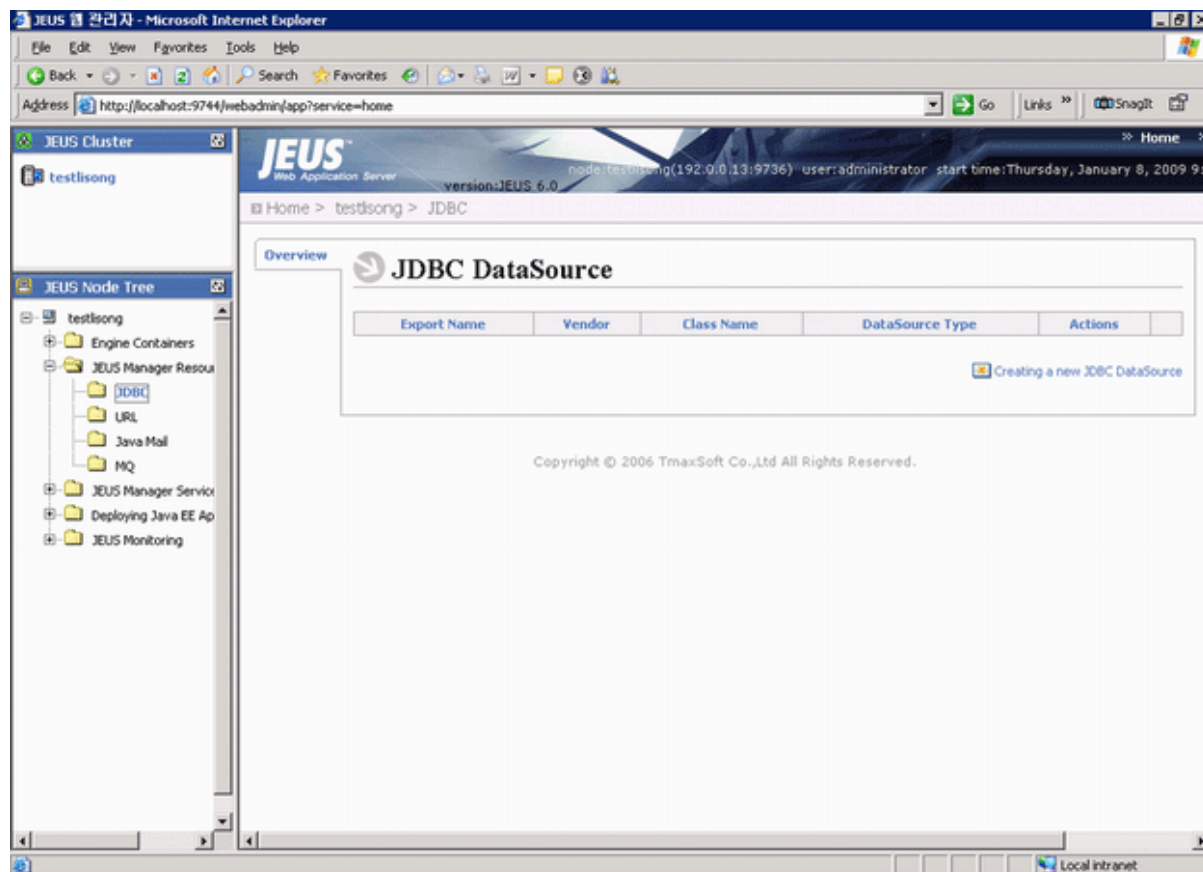 JEUS 웹 관리자 - Microsoft Internet Explorer
File Edit View Favorites Tools Help
Back Search Favorites
Address http://localhost:9744/webadmin/app?service=home Go Links » SnagIt
JEUS Cluster
testlisong
JEUS™
Web Application Server
version:JEUS 6.0
» Home
node:testlisong(192.0.0.13:9736) user:administrator start time:Thursday, January 8, 2009 9:
Home > testlisong > JDBC
Overview
JDBC DataSource
Export Name Vendor Class Name DataSource Type Actions
Creating a new JDBC DataSource
Copyright © 2006 TmaxSoft Co.,Ltd All Rights Reserved.
JEUS Node Tree
testlisong
Engine Containers
JEUS Manager Resou
JDBC
URL
Java Mail
MQ
JEUS Manager Service
Deploying Java EE Ap
JEUS Monitoring
Local intranet